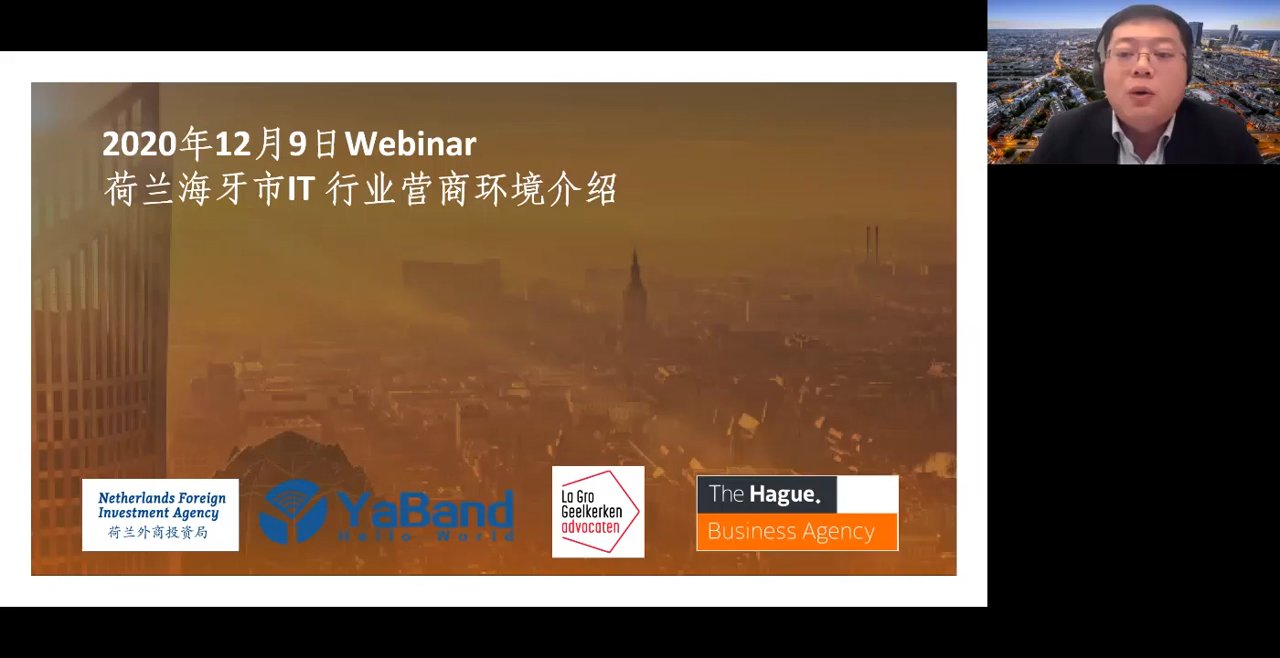 2020年12月9日Webinar
荷兰海牙市IT 行业营商环境介绍
Netherlands Foreign
Investment Agency
荷兰外商投资局
YaBand
Hello World
La Gro
Geelkerken
advocaten
The Hague.
Business Agency